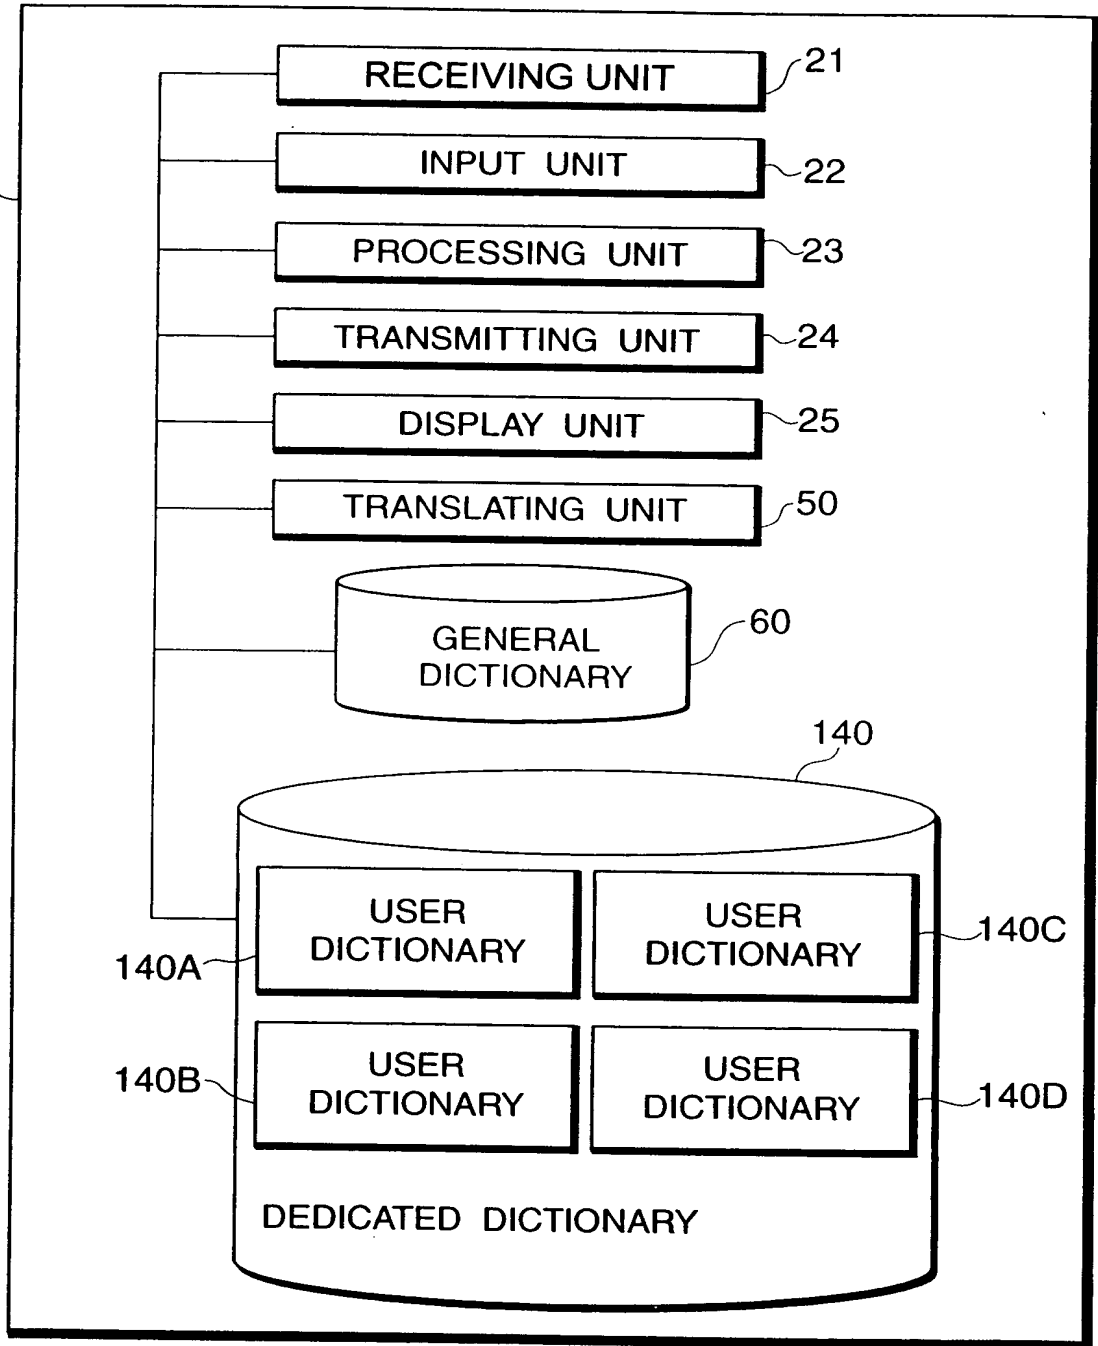 RECEIVING UNIT 21
INPUT UNIT 22
PROCESSING UNIT 23
TRANSMITTING UNIT 24
DISPLAY UNIT 25
TRANSLATING UNIT 50
GENERAL
DICTIONARY
60
140
USER
DICTIONARY
140A
USER
DICTIONARY
140C
USER
DICTIONARY
140B
USER
DICTIONARY
140D
DEDICATED DICTIONARY